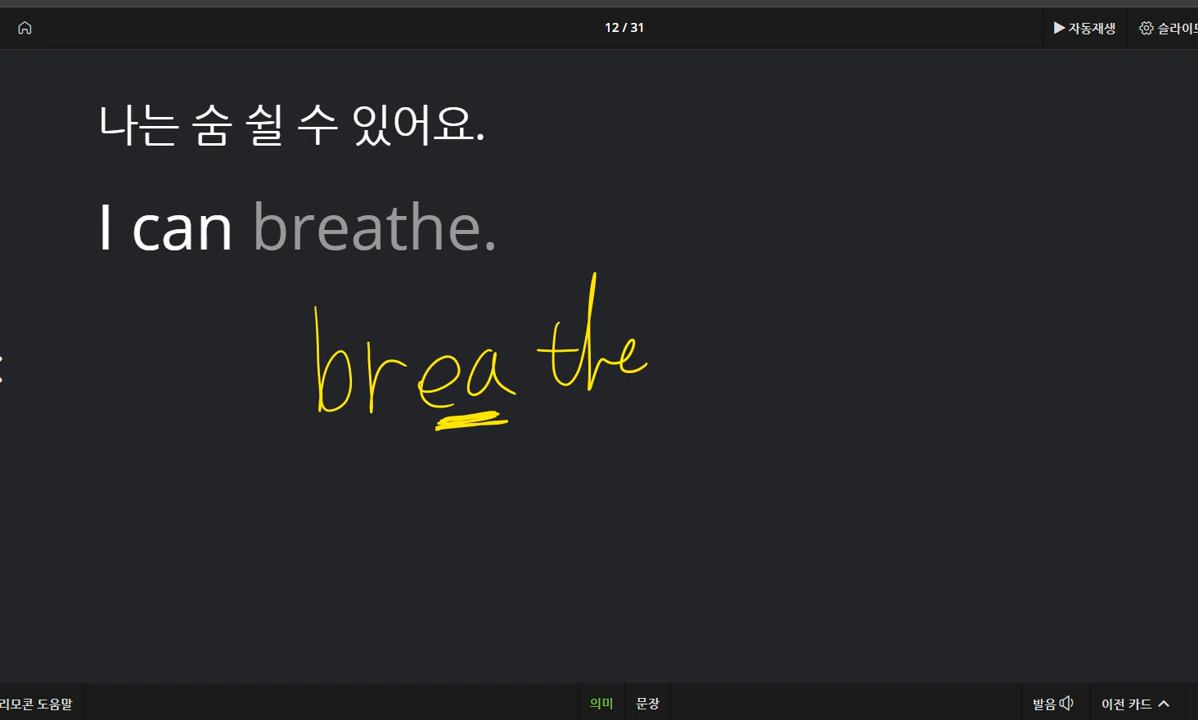 12 / 31
▶ 자동재생
슬라이드
나는 숨 쉴 수 있어요.
I can breathe.
breathe
리모콘 도움말
의미
문장
발음
이전 카드